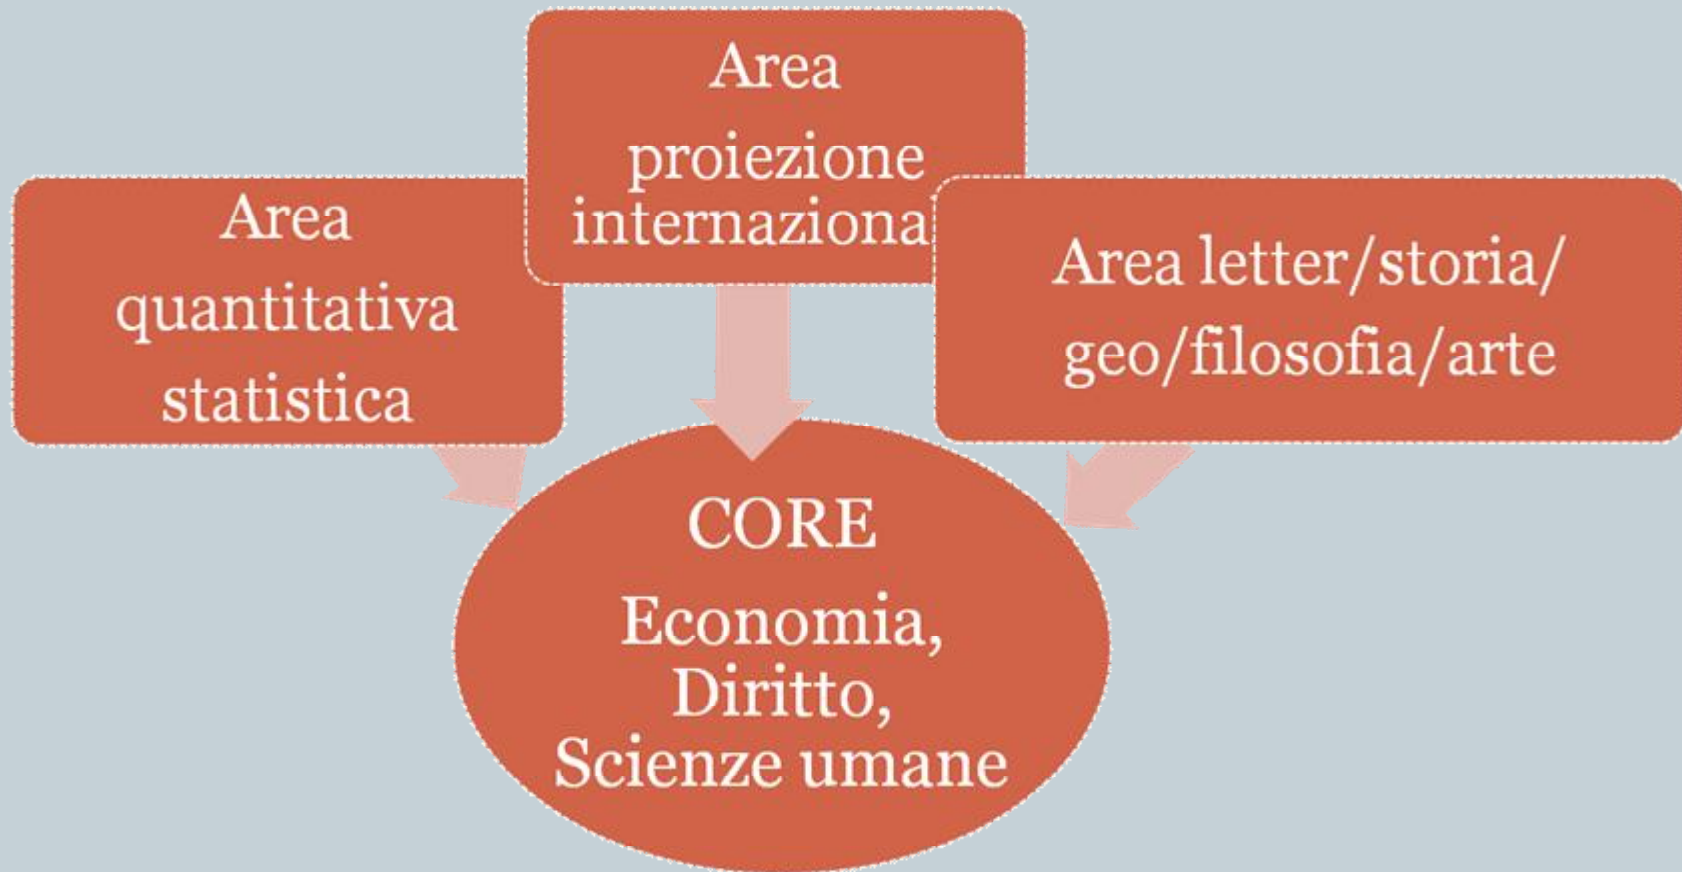 Area
proiezione
internaziona
Area
quantitativa
statistica
Area letter/storia/
geo/filosofia/arte
CORE
Economia,
Diritto,
Scienze umane